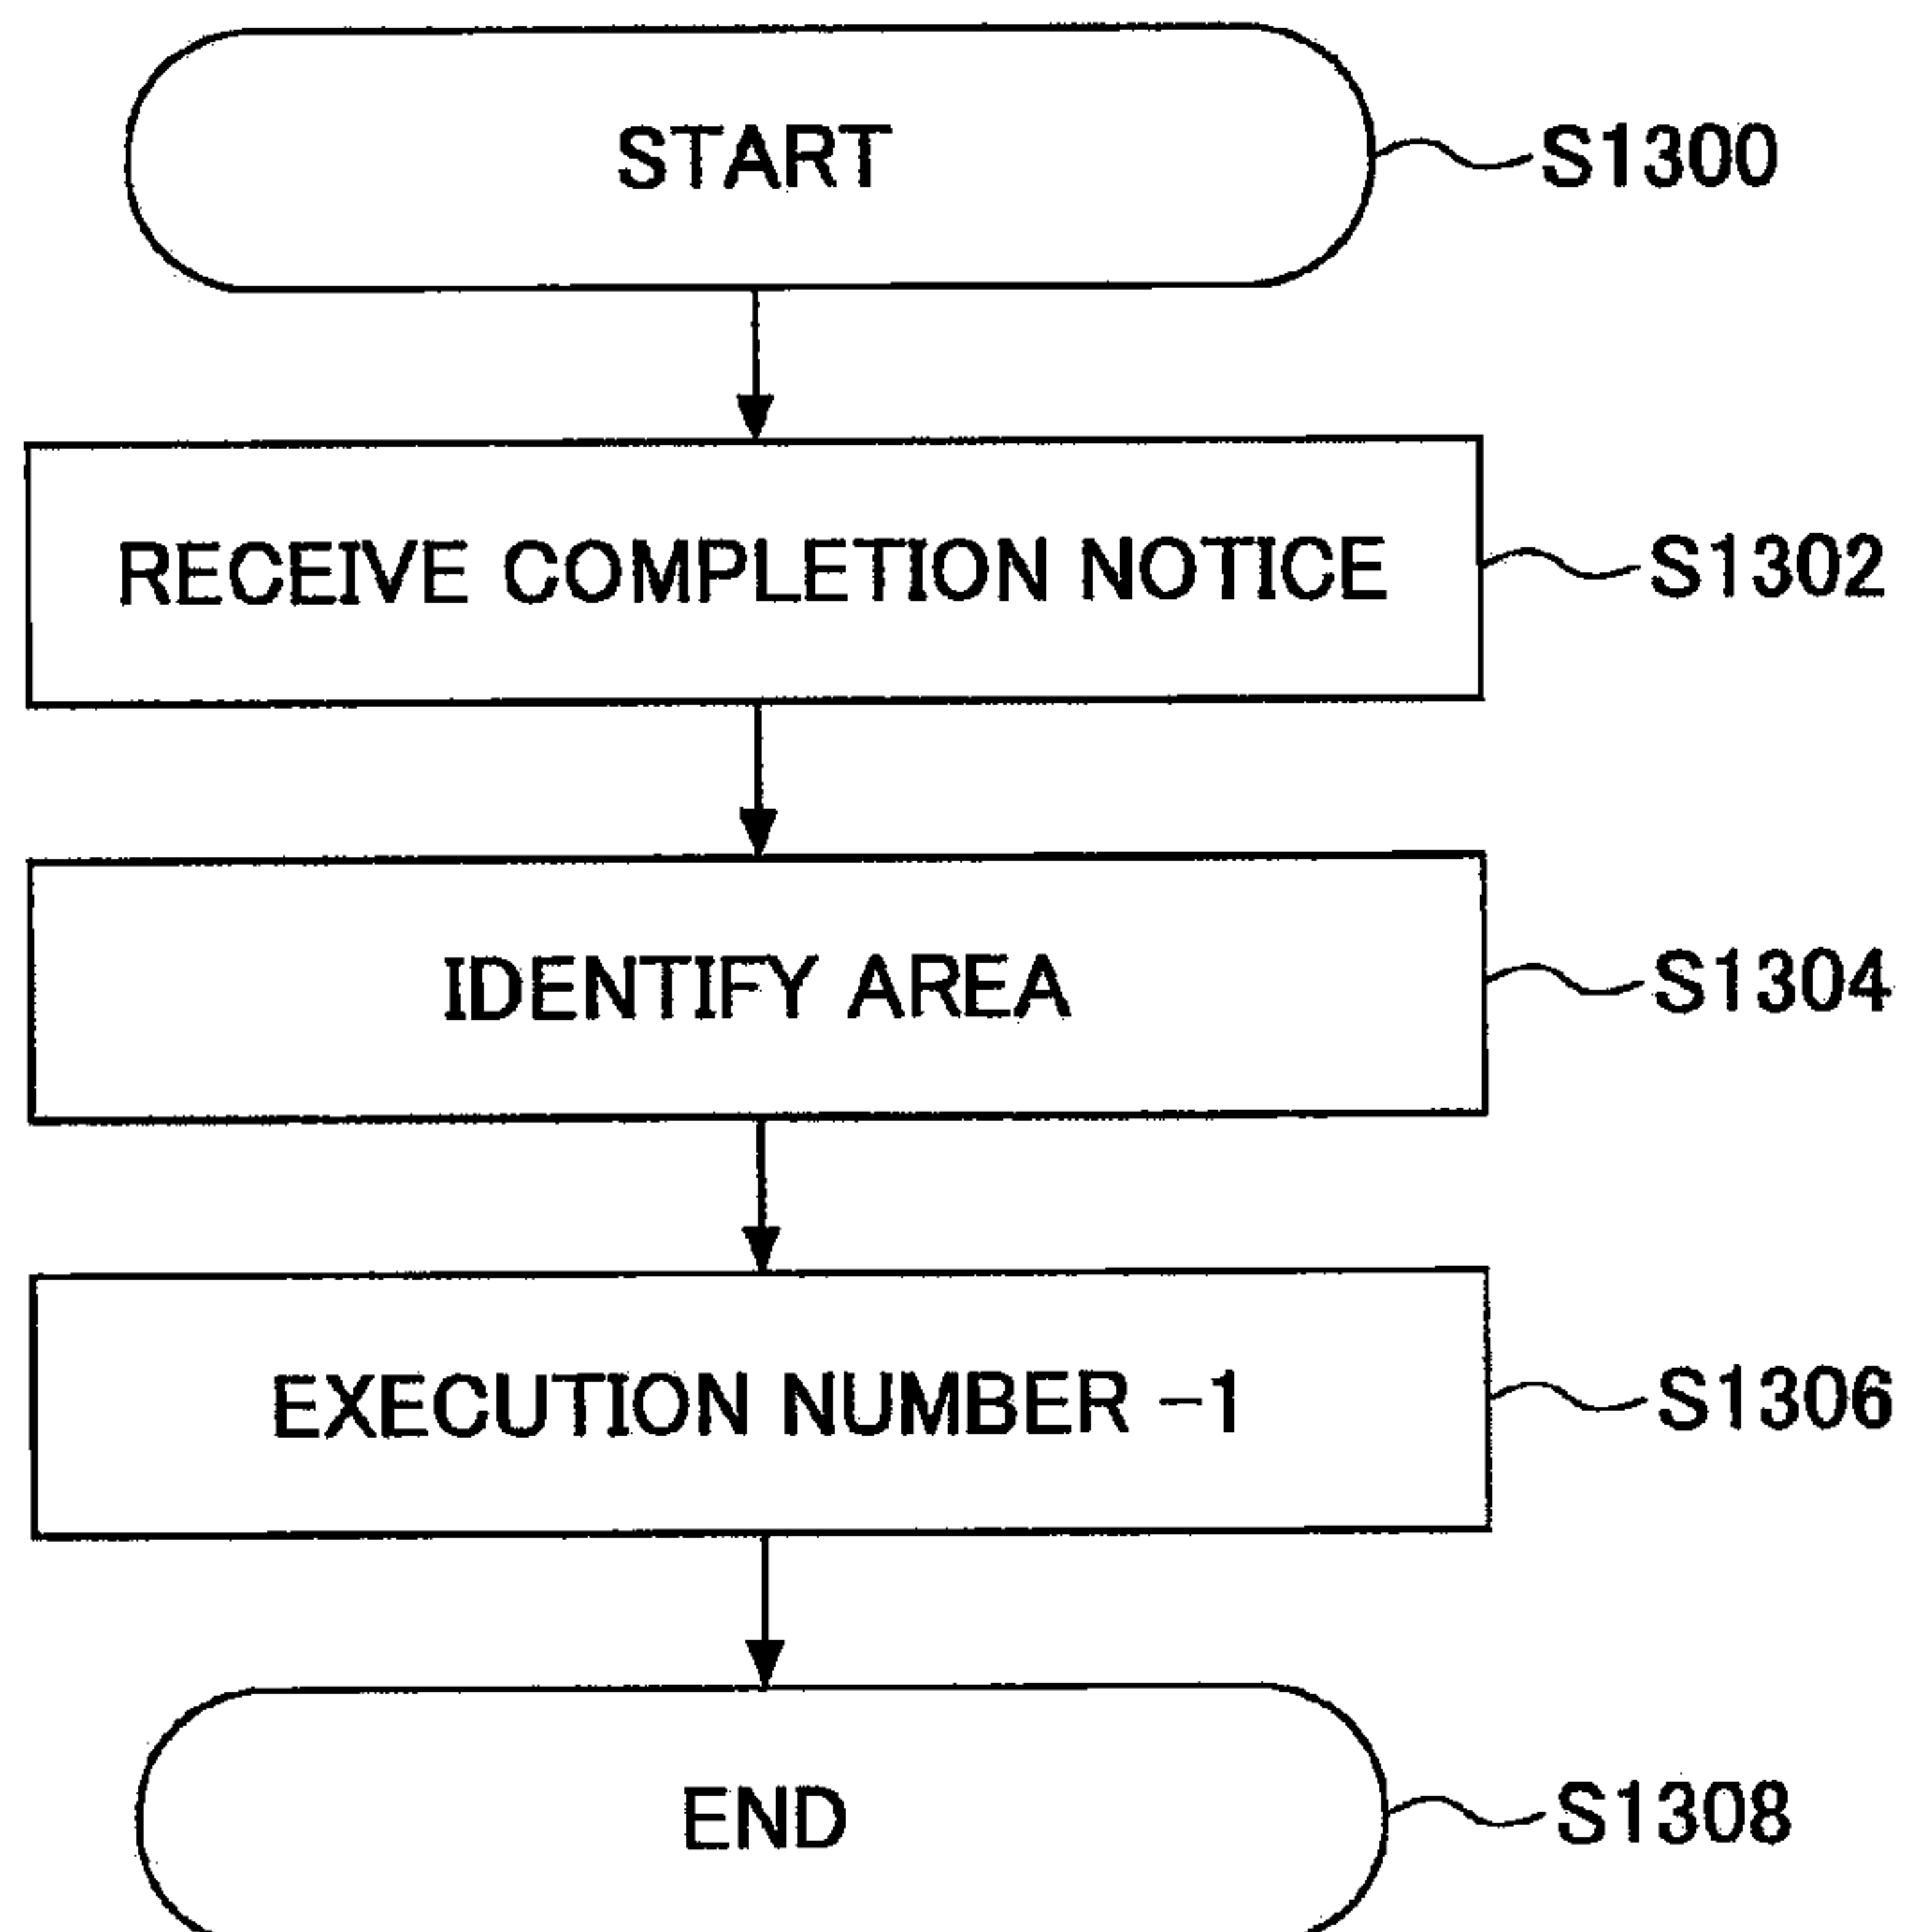 START
S1300
RECEIVE COMPLETION NOTICE
S1302
IDENTIFY AREA
S1304
EXECUTION NUMBER -1
S1306
END
S1308